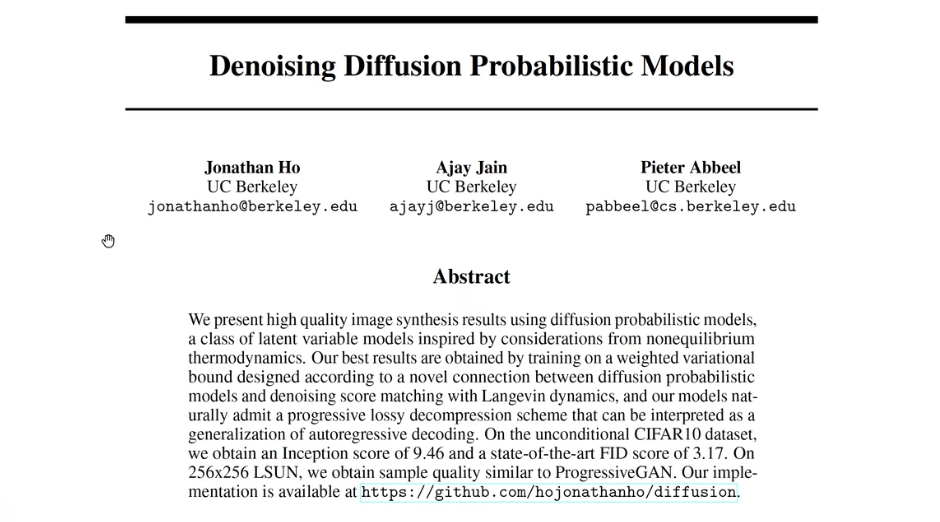 Denoising Diffusion Probabilistic Models
Jonathan Ho
UC Berkeley
jonathanho@berkeley.edu
Ajay Jain
UC Berkeley
ajayj@berkeley.edu
Pieter Abbeel
UC Berkeley
pabbeel@cs.berkeley.edu
Abstract
We present high quality image synthesis results using diffusion probabilistic models,
a class of latent variable models inspired by considerations from nonequilibrium
thermodynamics. Our best results are obtained by training on a weighted variational
bound designed according to a novel connection between diffusion probabilistic
models and denoising score matching with Langevin dynamics, and our models nat-
urally admit a progressive lossy decompression scheme that can be interpreted as a
generalization of autoregressive decoding. On the unconditional CIFAR10 dataset,
we obtain an Inception score of 9.46 and a state-of-the-art FID score of 3.17. On
256x256 LSUN, we obtain sample quality similar to ProgressiveGAN. Our imple-
mentation is available at https://github.com/hojonathanho/diffusion.